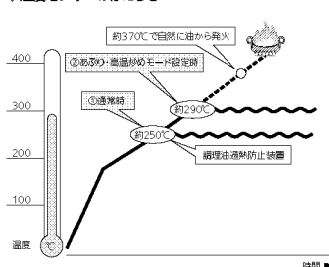 約370℃で自然に油から発火
400
②あぶり・高温炒めモード設定時
①通常時
300
約290℃
約250℃
200
調理油過熱防止装置
100
温度
℃
時間